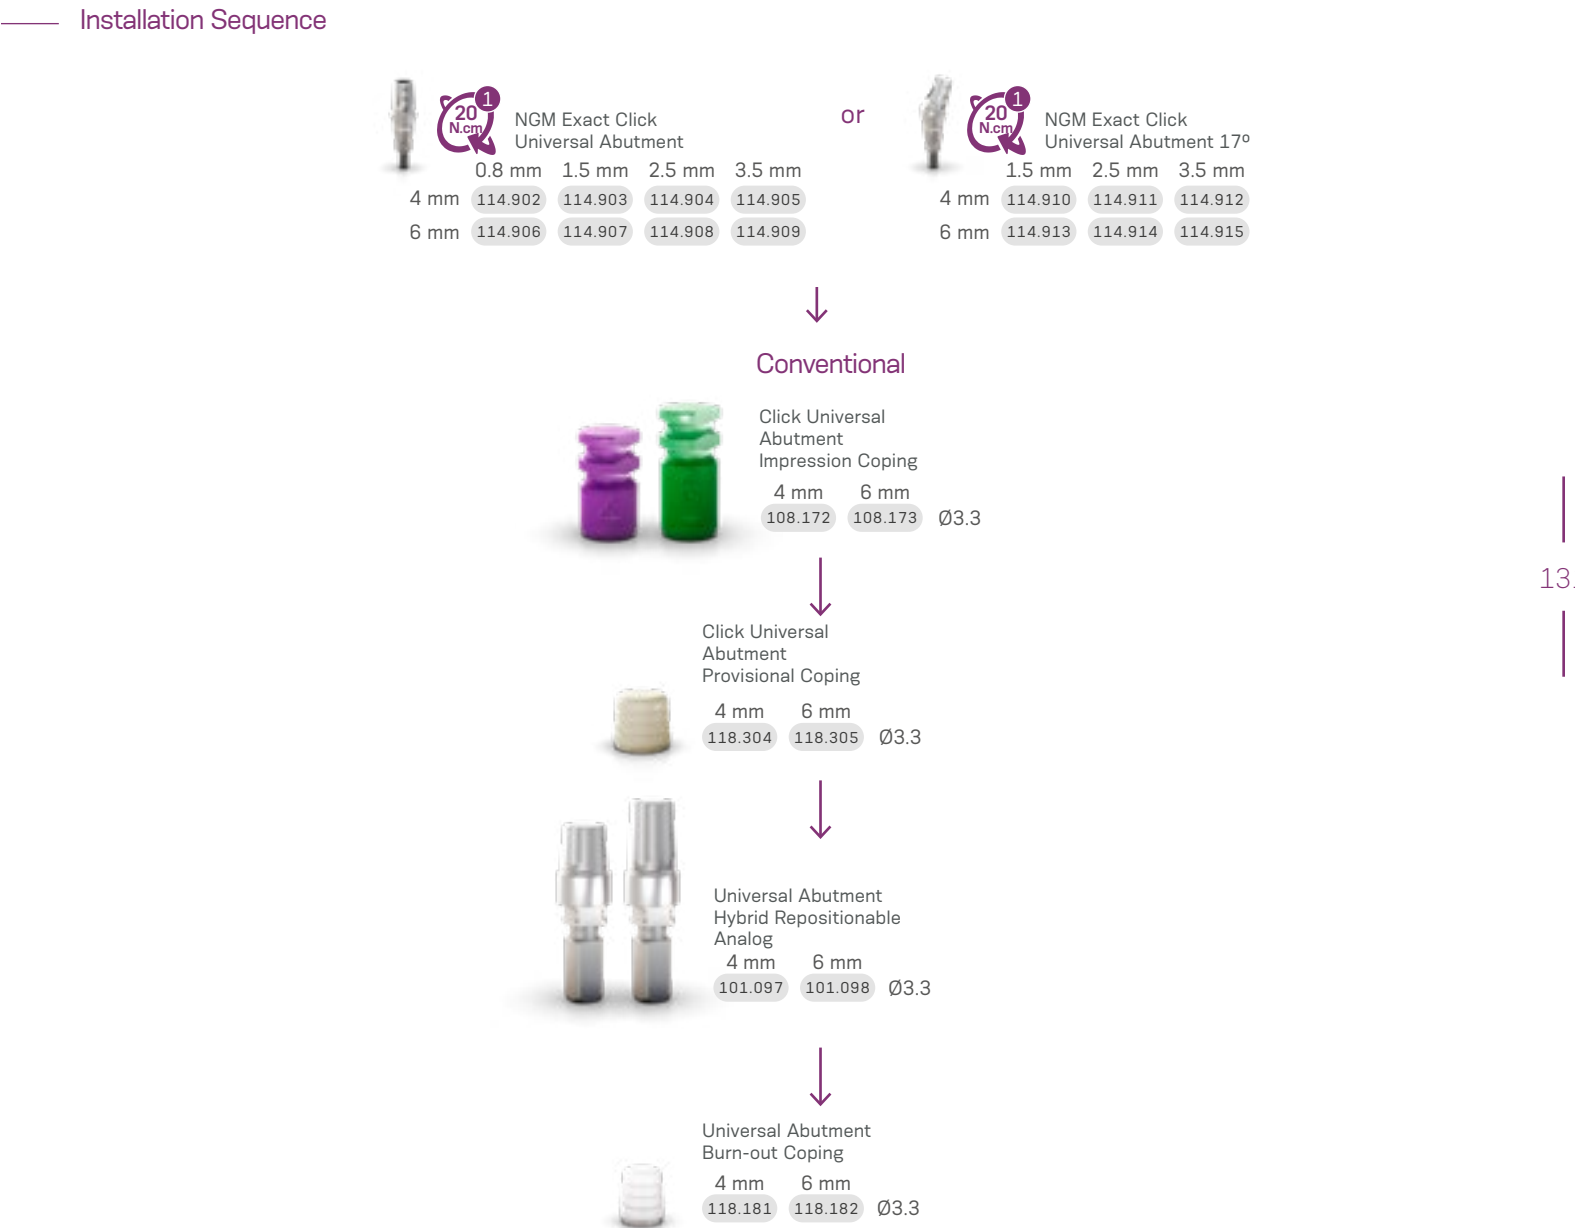 Installation Sequence
20
N.cm
1
NGM Exact Click
Universal Abutment
0.8 mm 1.5 mm 2.5 mm 3.5 mm
4 mm 114.902 114.903 114.904 114.905
6 mm 114.906 114.907 114.908 114.909
or
20
N.cm
1
NGM Exact Click
Universal Abutment 17º
1.5 mm 2.5 mm 3.5 mm
4 mm 114.910 114.911 114.912
6 mm 114.913 114.914 114.915
Conventional
Click Universal
Abutment
Impression Coping
4 mm 6 mm
108.172 108.173 Ø3.3
13.
Click Universal
Abutment
Provisional Coping
4 mm 6 mm
118.304 118.305 Ø3.3
Universal Abutment
Hybrid Repositionable
Analog
4 mm 6 mm
101.097 101.098 Ø3.3
Universal Abutment
Burn-out Coping
4 mm 6 mm
118.181 118.182 Ø3.3